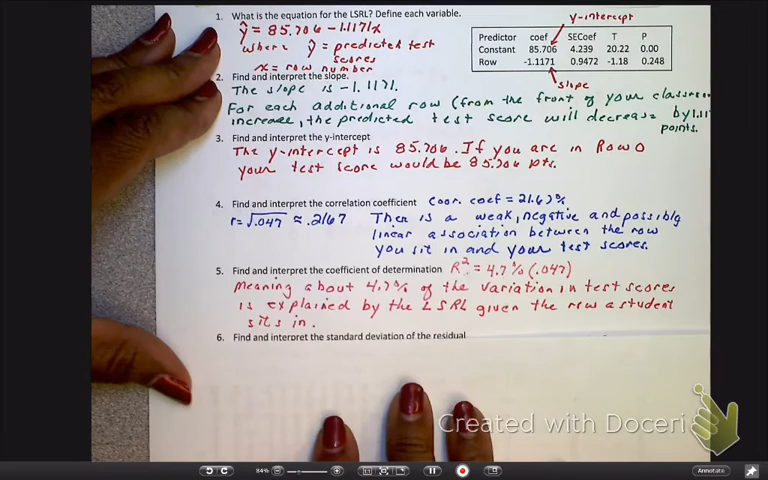 1. What is the equation for the LSRL? Define each variable.
y-intercept
ŷ = 85.706 - 1.1171x
where ŷ = predicted test
scores
x = row number
Predictor coef SECoef T P
Constant 85.706 4.239 20.22 0.00
Row -1.1171 0.9472 -1.18 0.248
slope
2. Find and interpret the slope.
The slope is -1.1171.
For each additional row (from the front of your classroom
increase, the predicted test score will decrease by 1.11
points.
3. Find and interpret the y-intercept
The y-intercept is 85.706. If you are in Row 0
your test score would be 85.706 pts.
4. Find and interpret the correlation coefficient Coor. coef = 21.67%
r = √.047 ≈ .2167 There is a weak, negative and possibly
linear association between the row
you sit in and your test scores.
5. Find and interpret the coefficient of determination R² = 4.7% (.047)
Meaning about 4.7% of the variation in test scores
is explained by the LSRL given the row a student
sits in.
6. Find and interpret the standard deviation of the residual
Created with Doceri
84%
Annotate